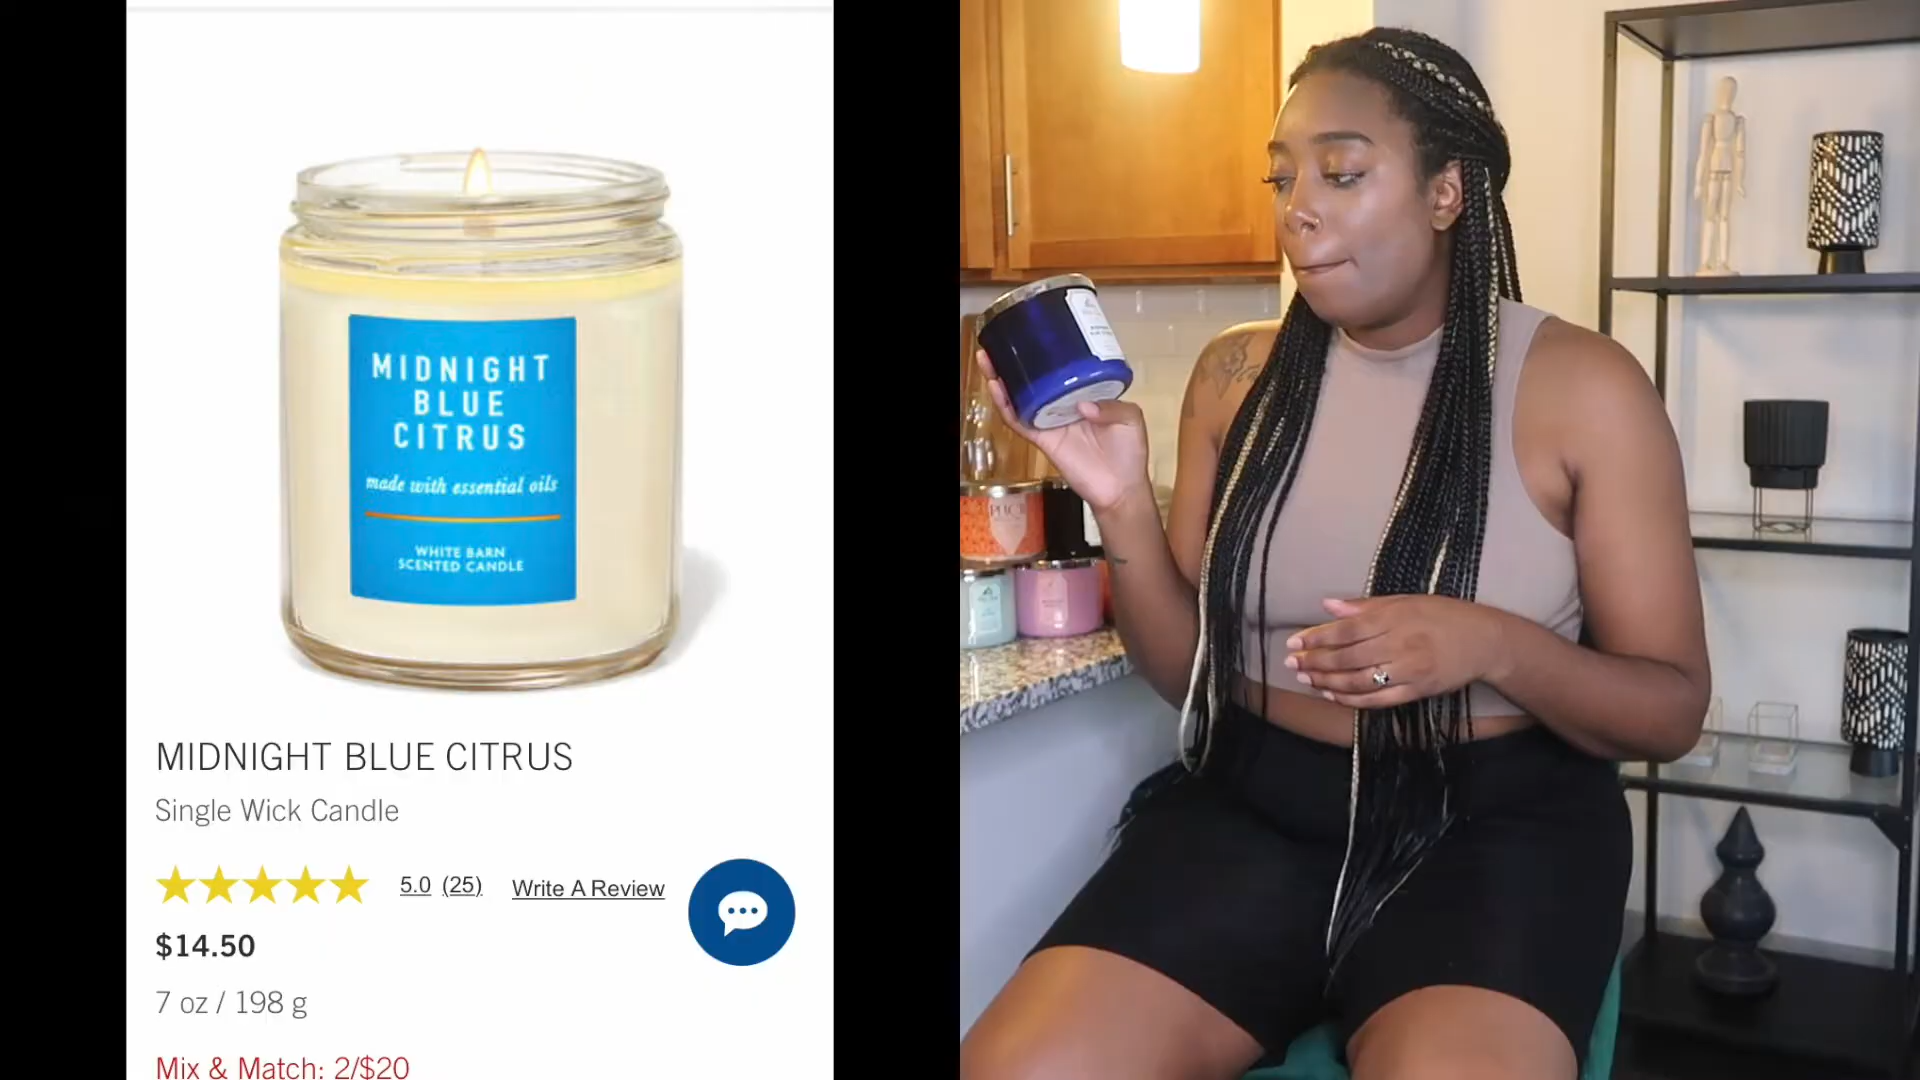 MIDNIGHT
BLUE
CITRUS
made with essential oils
WHITE BARN
SCENTED CANDLE
MIDNIGHT BLUE CITRUS
Single Wick Candle
5.0 (25) Write A Review
$14.50
7 oz / 198 g
Mix & Match: 2/$20